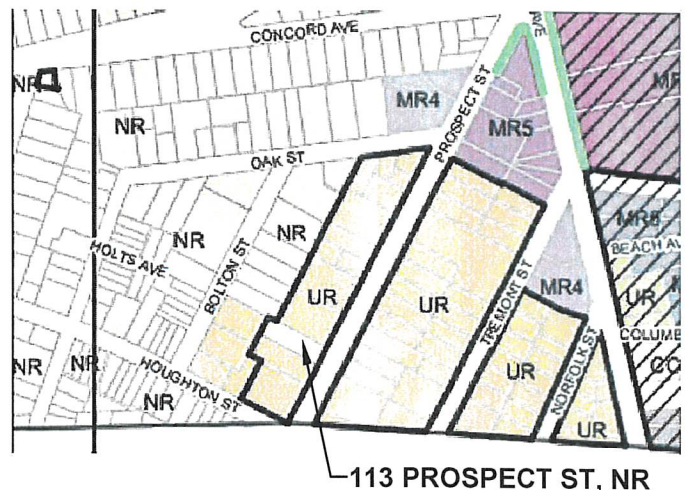 CONCORD AVE
AVE
NR
MR4
PROSPECT ST
MR5
NR
OAK ST
NR
NR
HOLTS AVE
BOLTON ST
UR
UR
TREMONT ST
MR4
BEACH AV
UR
COLUMB
UR
NORFOLK ST
NR
NR
HOUGHTON ST
NR
UR
113 PROSPECT ST, NR